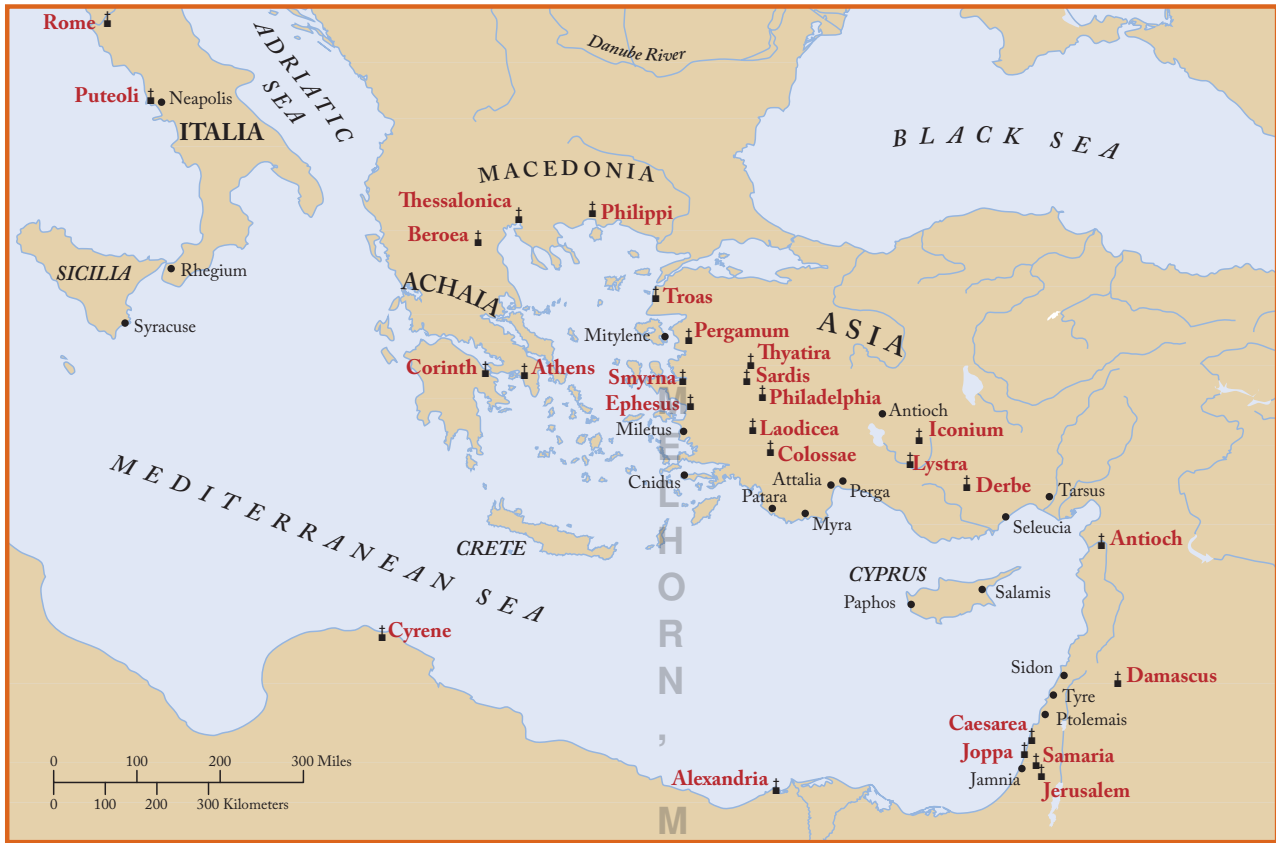 Rome
ADRIATIC
SEA
Danube River
Puteoli
Neapolis
ITALIA
BLACK SEA
MACEDONIA
Thessalonica
Philippi
Beroea
SICILIA
Rhegium
ACHAIA
Troas
Syracuse
Mitylene
Pergamum
ASIA
Thyatira
Corinth
Athens
Smyrna
Sardis
Ephesus
Philadelphia
Antioch
Miletus
Laodicea
Iconium
Colossae
Lystra
MEDITERRANEAN SEA
Cnidus
Attalia
Perga
Derbe
Patara
Tarsus
Myra
Seleucia
CRETE
Antioch
CYPRUS
Paphos
Salamis
Cyrene
Sidon
Damascus
Tyre
Ptolemais
Caesarea
Joppa
Samaria
Jamnia
Jerusalem
Alexandria
0 100 200 300 Miles
0 100 200 300 Kilometers
MELHORN, M